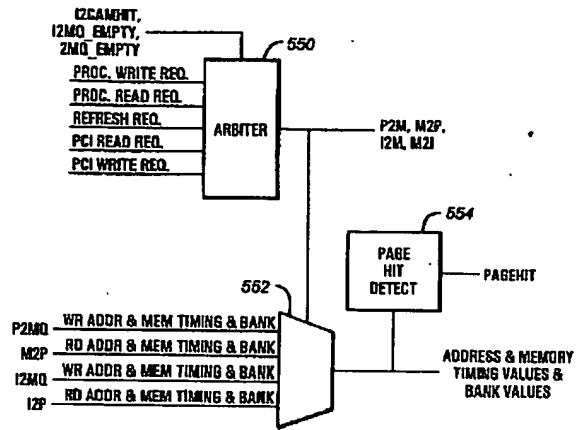 I2CAMHIT,
I2MQ_EMPTY,
2MQ_EMPTY
550
PROC. WRITE REQ.
PROC. READ REQ.
REFRESH REQ.
PCI READ REQ.
PCI WRITE REQ.
ARBITER
P2M, M2P,
I2M, M2I
554
PAGE
HIT
DETECT
PAGEHIT
552
P2MQ WR ADDR & MEM TIMING & BANK
M2P RD ADDR & MEM TIMING & BANK
I2MQ WR ADDR & MEM TIMING & BANK
I2P RD ADDR & MEM TIMING & BANK
ADDRESS & MEMORY
TIMING VALUES &
BANK VALUES